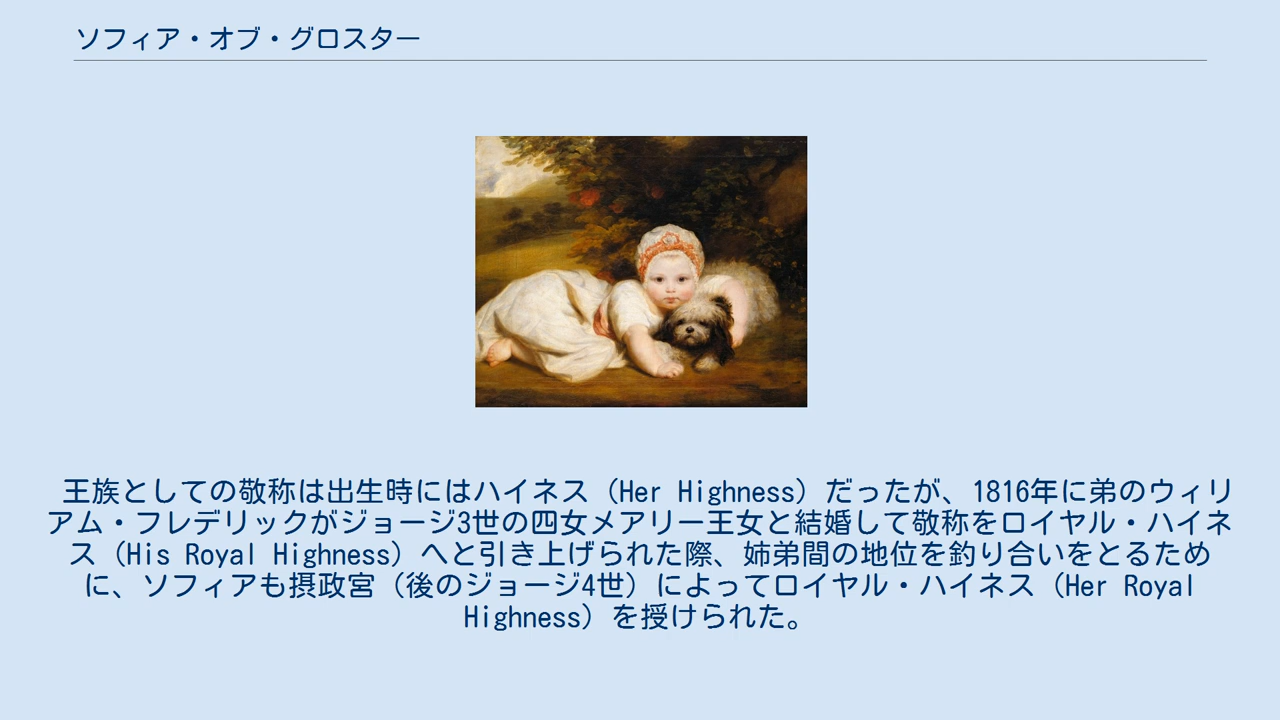 ソフィア・オブ・グロスター
王族としての敬称は出生時にはハイネス（Her Highness）だったが、1816年に弟のウィリ
アム・フレデリックがジョージ3世の四女メアリー王女と結婚して敬称をロイヤル・ハイネ
ス（His Royal Highness）へと引き上げられた際、姉弟間の地位を釣り合いをとるため
に、ソフィアも摂政宮（後のジョージ4世）によってロイヤル・ハイネス（Her Royal
Highness）を授けられた。